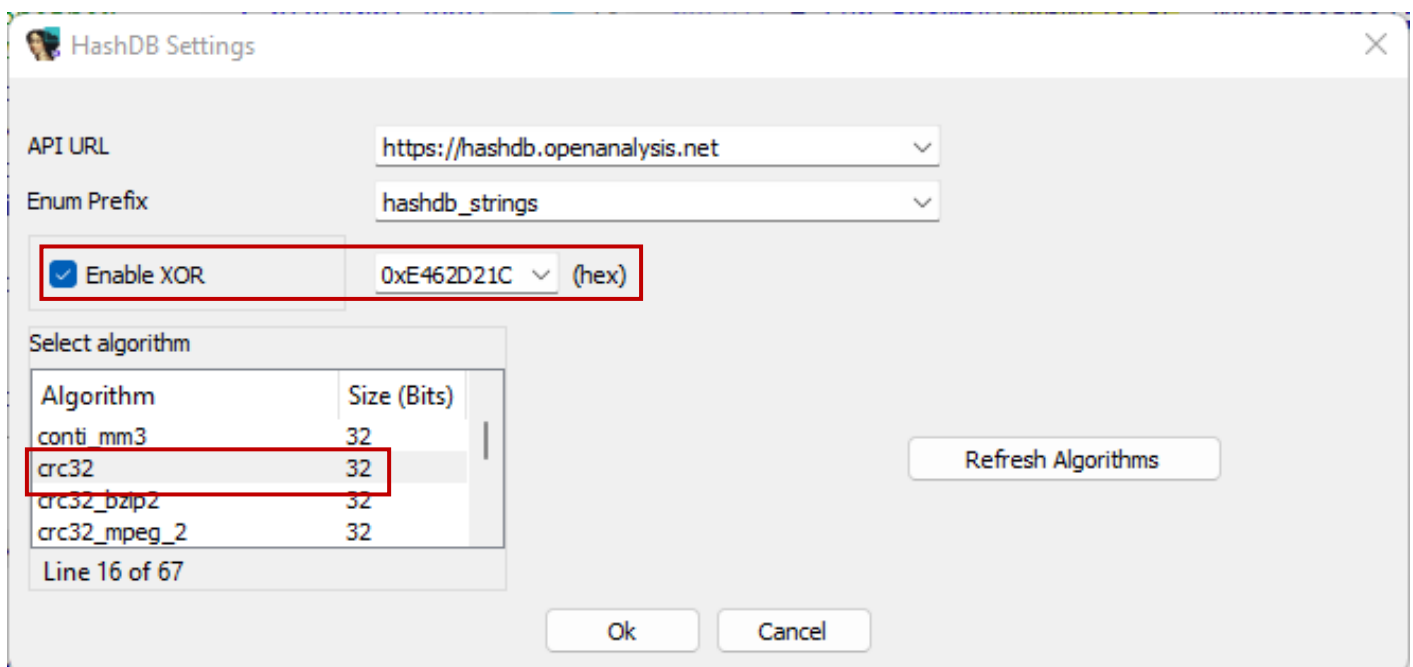 HashDB Settings
API URL
https://hashdb.openanalysis.net
Enum Prefix
hashdb_strings
Enable XOR 0xE462D21C (hex)
Select algorithm
Algorithm Size (Bits)
conti_mm3 32
crc32 32
crc32_bzip2 32
crc32_mpeg_2 32
Line 16 of 67
Refresh Algorithms
Ok Cancel